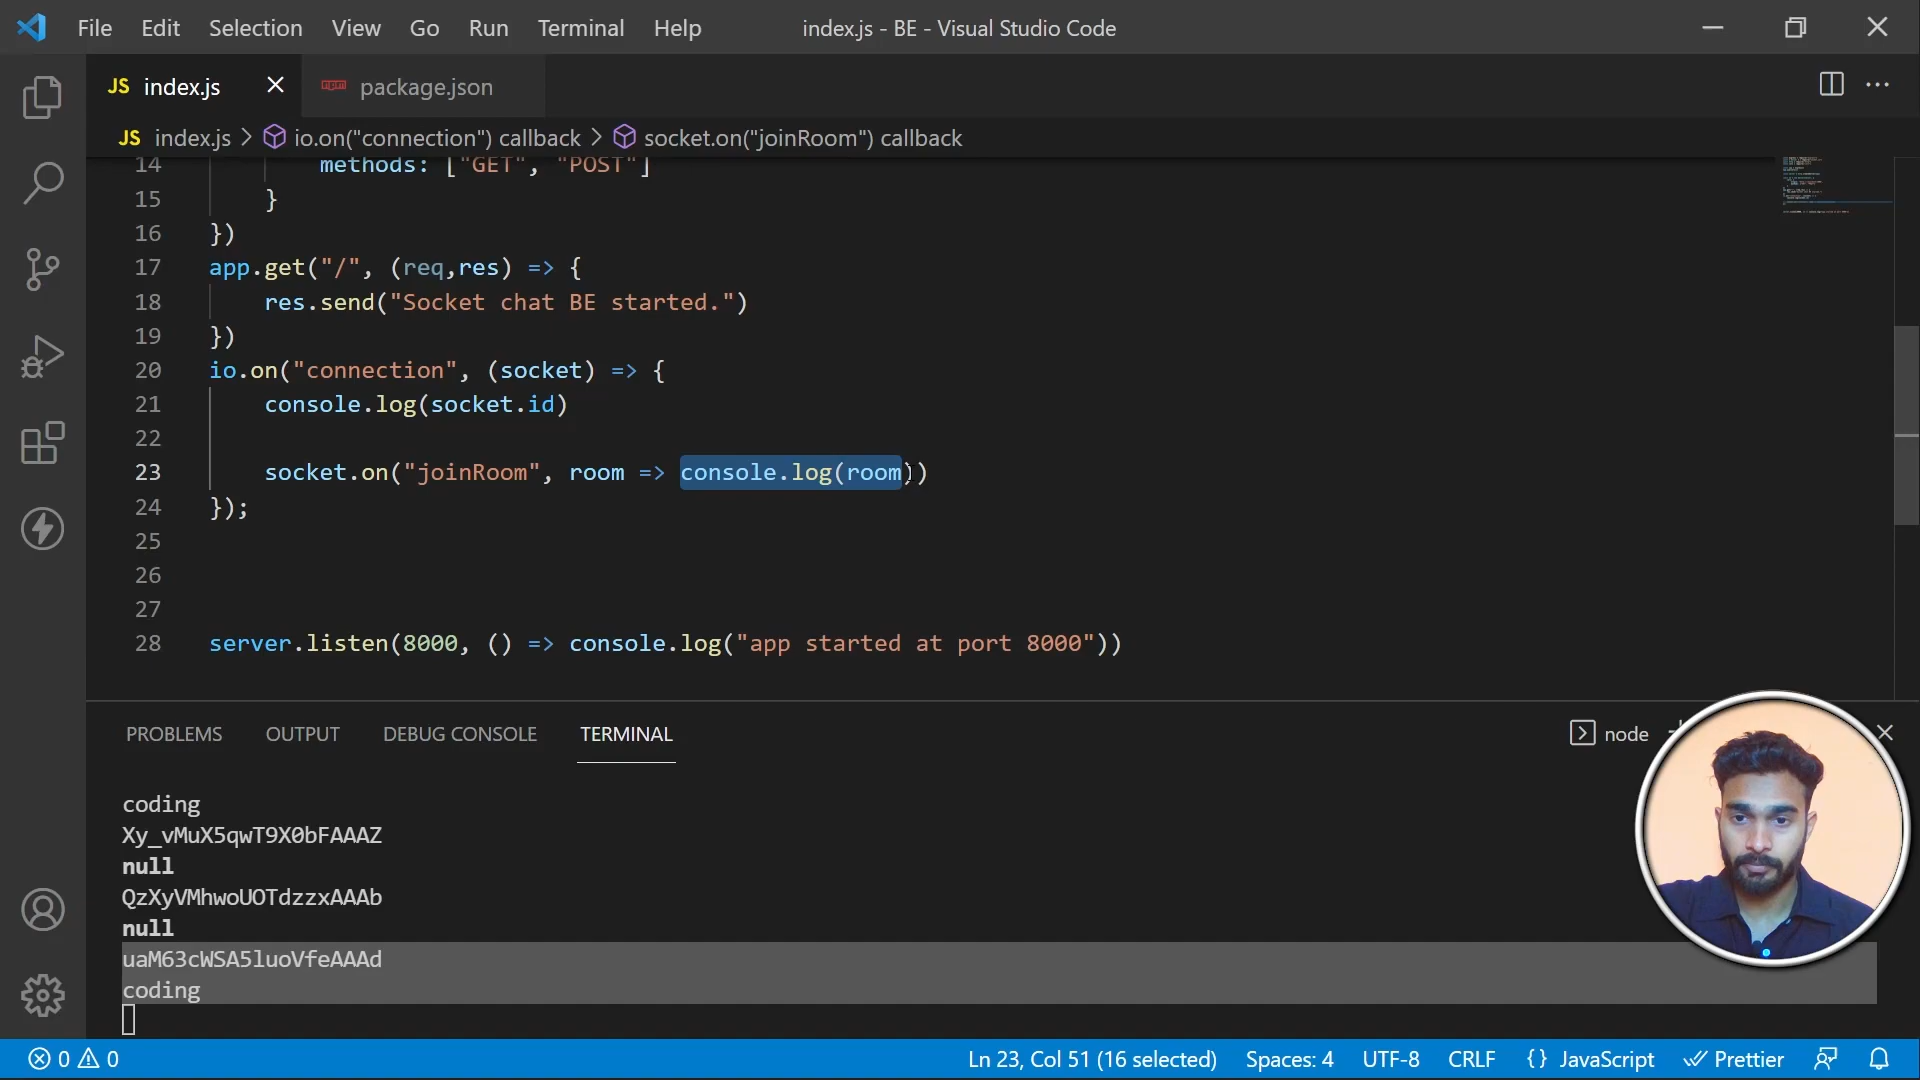 File Edit Selection View Go Run Terminal Help index.js - BE - Visual Studio Code
JS index.js package.json
JS index.js > io.on("connection") callback > socket.on("joinRoom") callback
14 methods: ["GET", "POST"]
15 }
16 })
17 app.get("/", (req,res) => {
18 res.send("Socket chat BE started.")
19 })
20 io.on("connection", (socket) => {
21 console.log(socket.id)
22
23 socket.on("joinRoom", room => console.log(room))
24 });
25
26
27
28 server.listen(8000, () => console.log("app started at port 8000"))
PROBLEMS OUTPUT DEBUG CONSOLE TERMINAL node
coding
Xy_vMuX5qwT9X0bFAAAZ
null
QzXyVMhwoUOTdzzxAAAb
null
uaM63cWSA5luoVfeAAAd
coding
0 0 Ln 23, Col 51 (16 selected) Spaces: 4 UTF-8 CRLF {} JavaScript Prettier